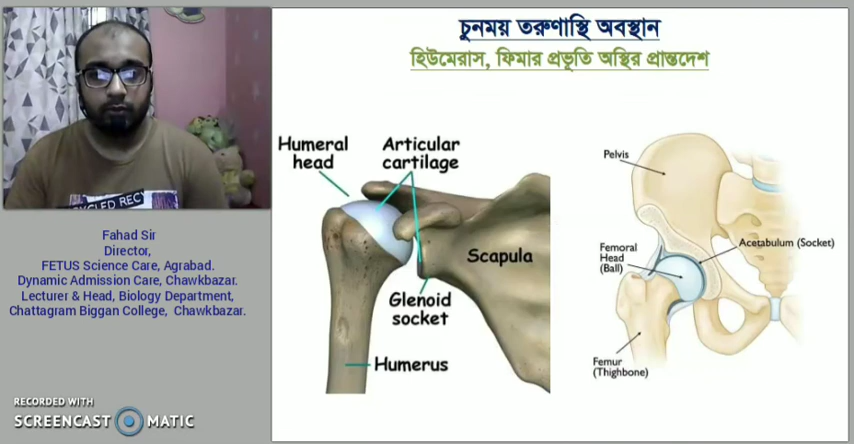 চুনময় তরুণাস্থি অবস্থান
হিউমেরাস, ফিমার প্রভৃতি অস্থির প্রান্তদেশ
Humeral
head
Articular
cartilage
Scapula
Glenoid
socket
Humerus
Pelvis
Femoral
Head
(Ball)
Acetabulum (Socket)
Femur
(Thighbone)
Fahad Sir
Director,
FETUS Science Care, Agrabad.
Dynamic Admission Care, Chawkbazar.
Lecturer & Head, Biology Department,
Chattagram Biggan College, Chawkbazar.
RECORDED WITH
SCREENCAST MATIC